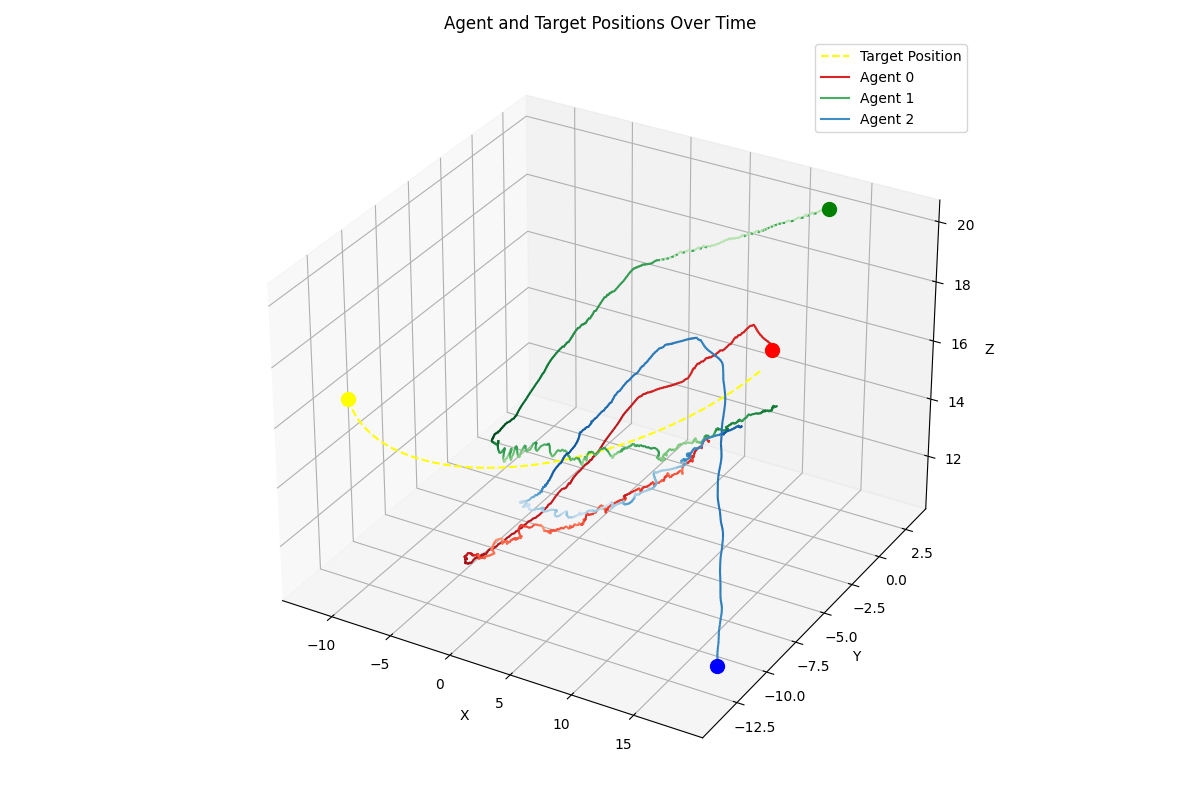 Agent and Target Positions Over Time
Target Position
Agent 0
Agent 1
Agent 2
20
18
16
14
12
Z
2.5
0.0
−2.5
−5.0
−7.5
−10.0
−12.5
Y
−10
−5
0
5
10
15
X